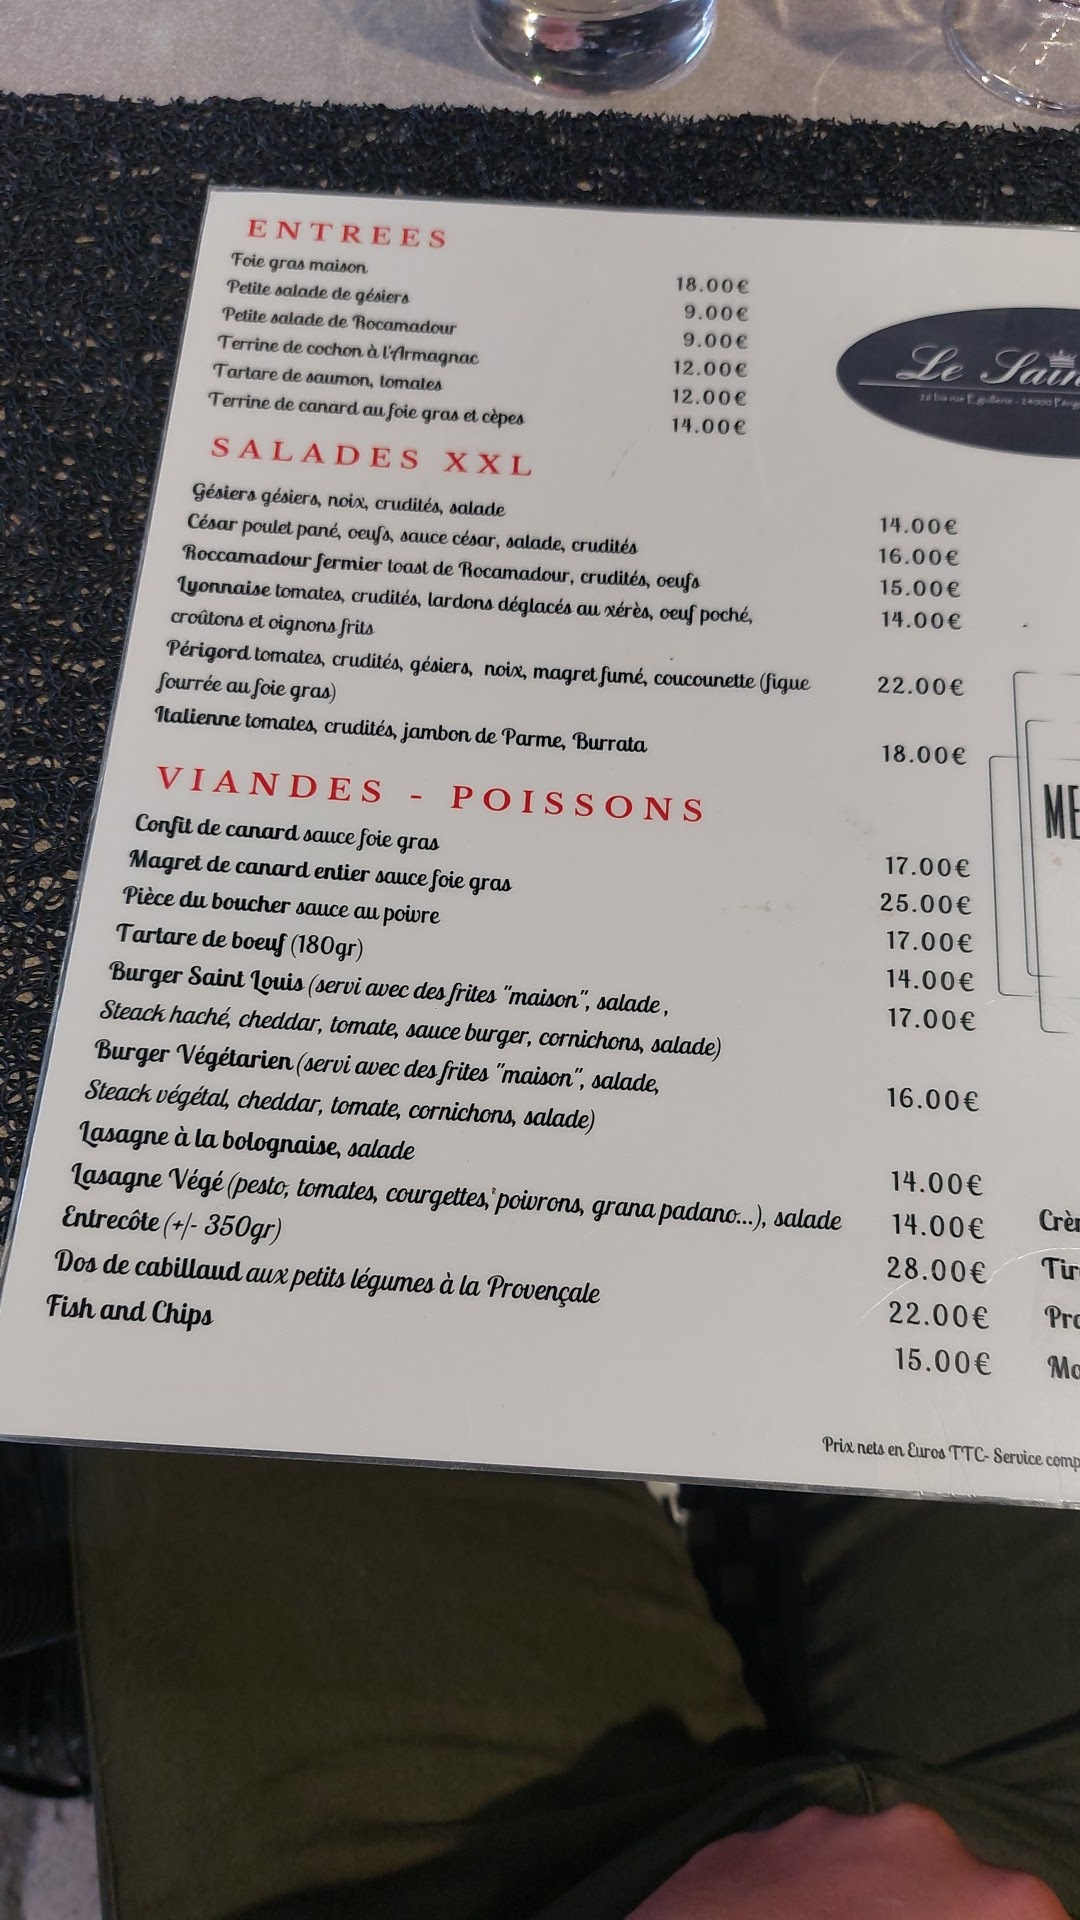 ENTREES
Foie gras maison 18.00€
Petite salade de gésiers 9.00€
Petite salade de Rocamadour 9.00€
Terrine de cochon à l'Armagnac 12.00€
Tartare de saumon, tomates 12.00€
Terrine de canard au foie gras et cèpes 14.00€
Le Sain
SALADES XXL
Gésiers gésiers, noix, crudités, salade 14.00€
César poulet pané, oeufs, sauce césar, salade, crudités 16.00€
Roccamadour fermier toast de Rocamadour, crudités, oeufs 15.00€
Lyonnaise tomates, crudités, lardons déglacés au xérès, oeuf poché, 14.00€
croûtons et oignons frits
Périgord tomates, crudités, gésiers, noix, magret fumé, coucounette (figue 22.00€
fourrée au foie gras)
Italienne tomates, crudités, jambon de Parme, Burrata 18.00€
VIANDES - POISSONS
Confit de canard sauce foie gras 17.00€
Magret de canard entier sauce foie gras 25.00€
Pièce du boucher sauce au poivre 17.00€
Tartare de boeuf (180gr) 14.00€
Burger Saint Louis (servi avec des frites "maison", salade, 17.00€
Steack haché, cheddar, tomate, sauce burger, cornichons, salade)
Burger Végétarien (servi avec des frites "maison", salade, 16.00€
Steack végétal, cheddar, tomate, cornichons, salade)
Lasagne à la bolognaise, salade 14.00€
Lasagne Végé (pesto, tomates, courgettes, poivrons, grana padano...), salade 14.00€
Entrecôte (+/- 350gr) 28.00€
Dos de cabillaud aux petits légumes à la Provençale 22.00€
Fish and Chips 15.00€
ME
Crèm
Tir
Pro
Mo
Prix nets en Euros TTC- Service comp